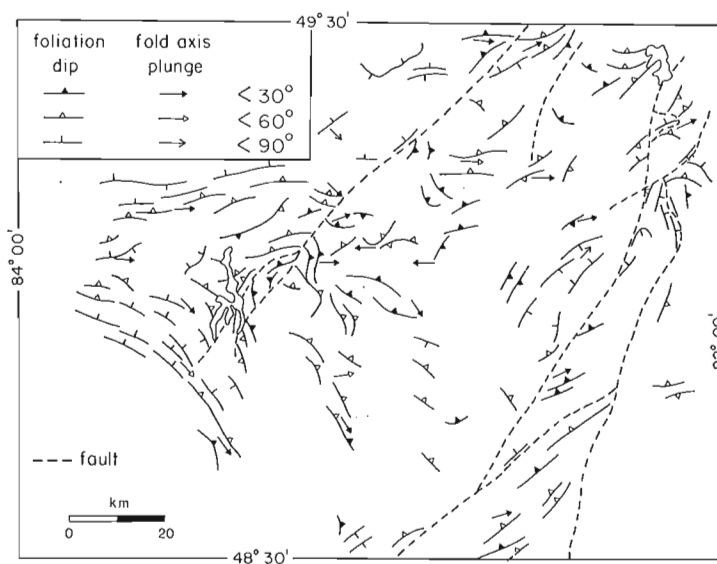 49° 30'
foliation dip
fold axis plunge
<30°
<60°
<90°
84° 00'
fault
km
0 20
48° 30'